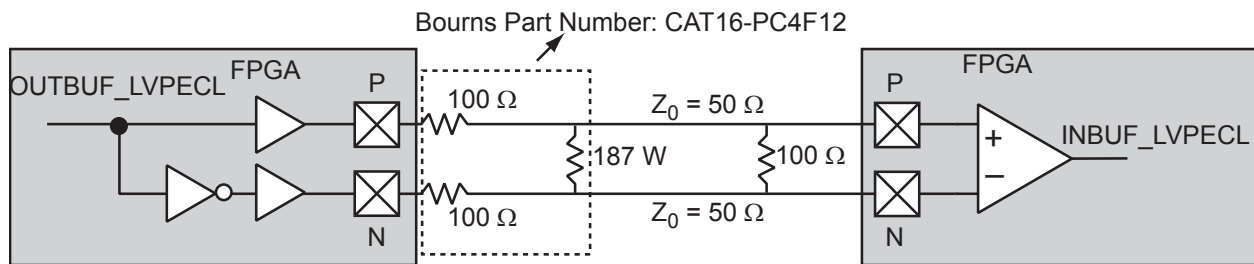 Bourns Part Number: CAT16-PC4F12
OUTBUF_LVPECL
FPGA
P
100 Ω
Z0 = 50 Ω
187 W
100 Ω
100 Ω
N
Z0 = 50 Ω
FPGA
P
+
−
INBUF_LVPECL
N